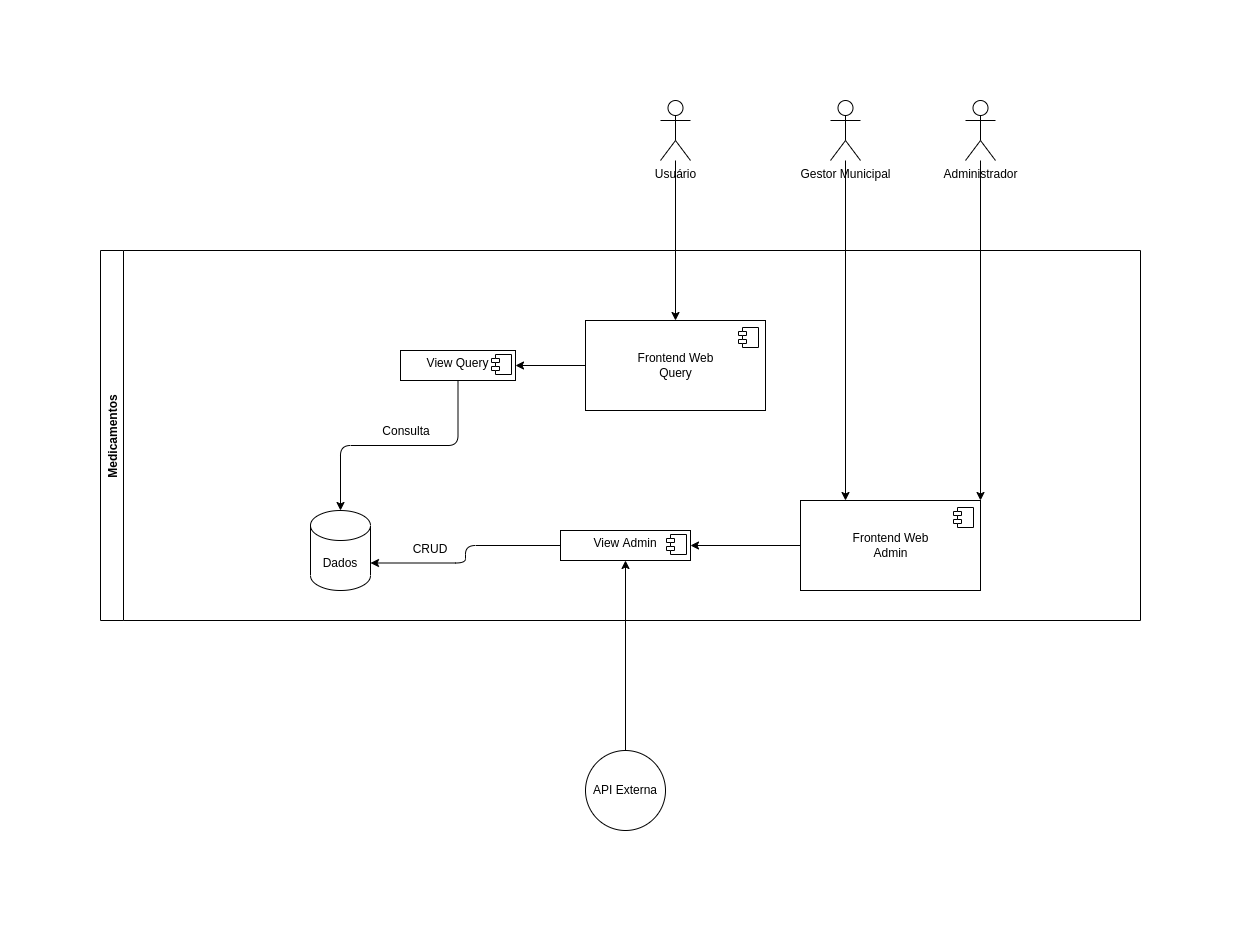 Usuário
Gestor Municipal
Administrador
Medicamentos
Frontend Web
Query
View Query
Consulta
Frontend Web
Admin
View Admin
CRUD
Dados
API Externa